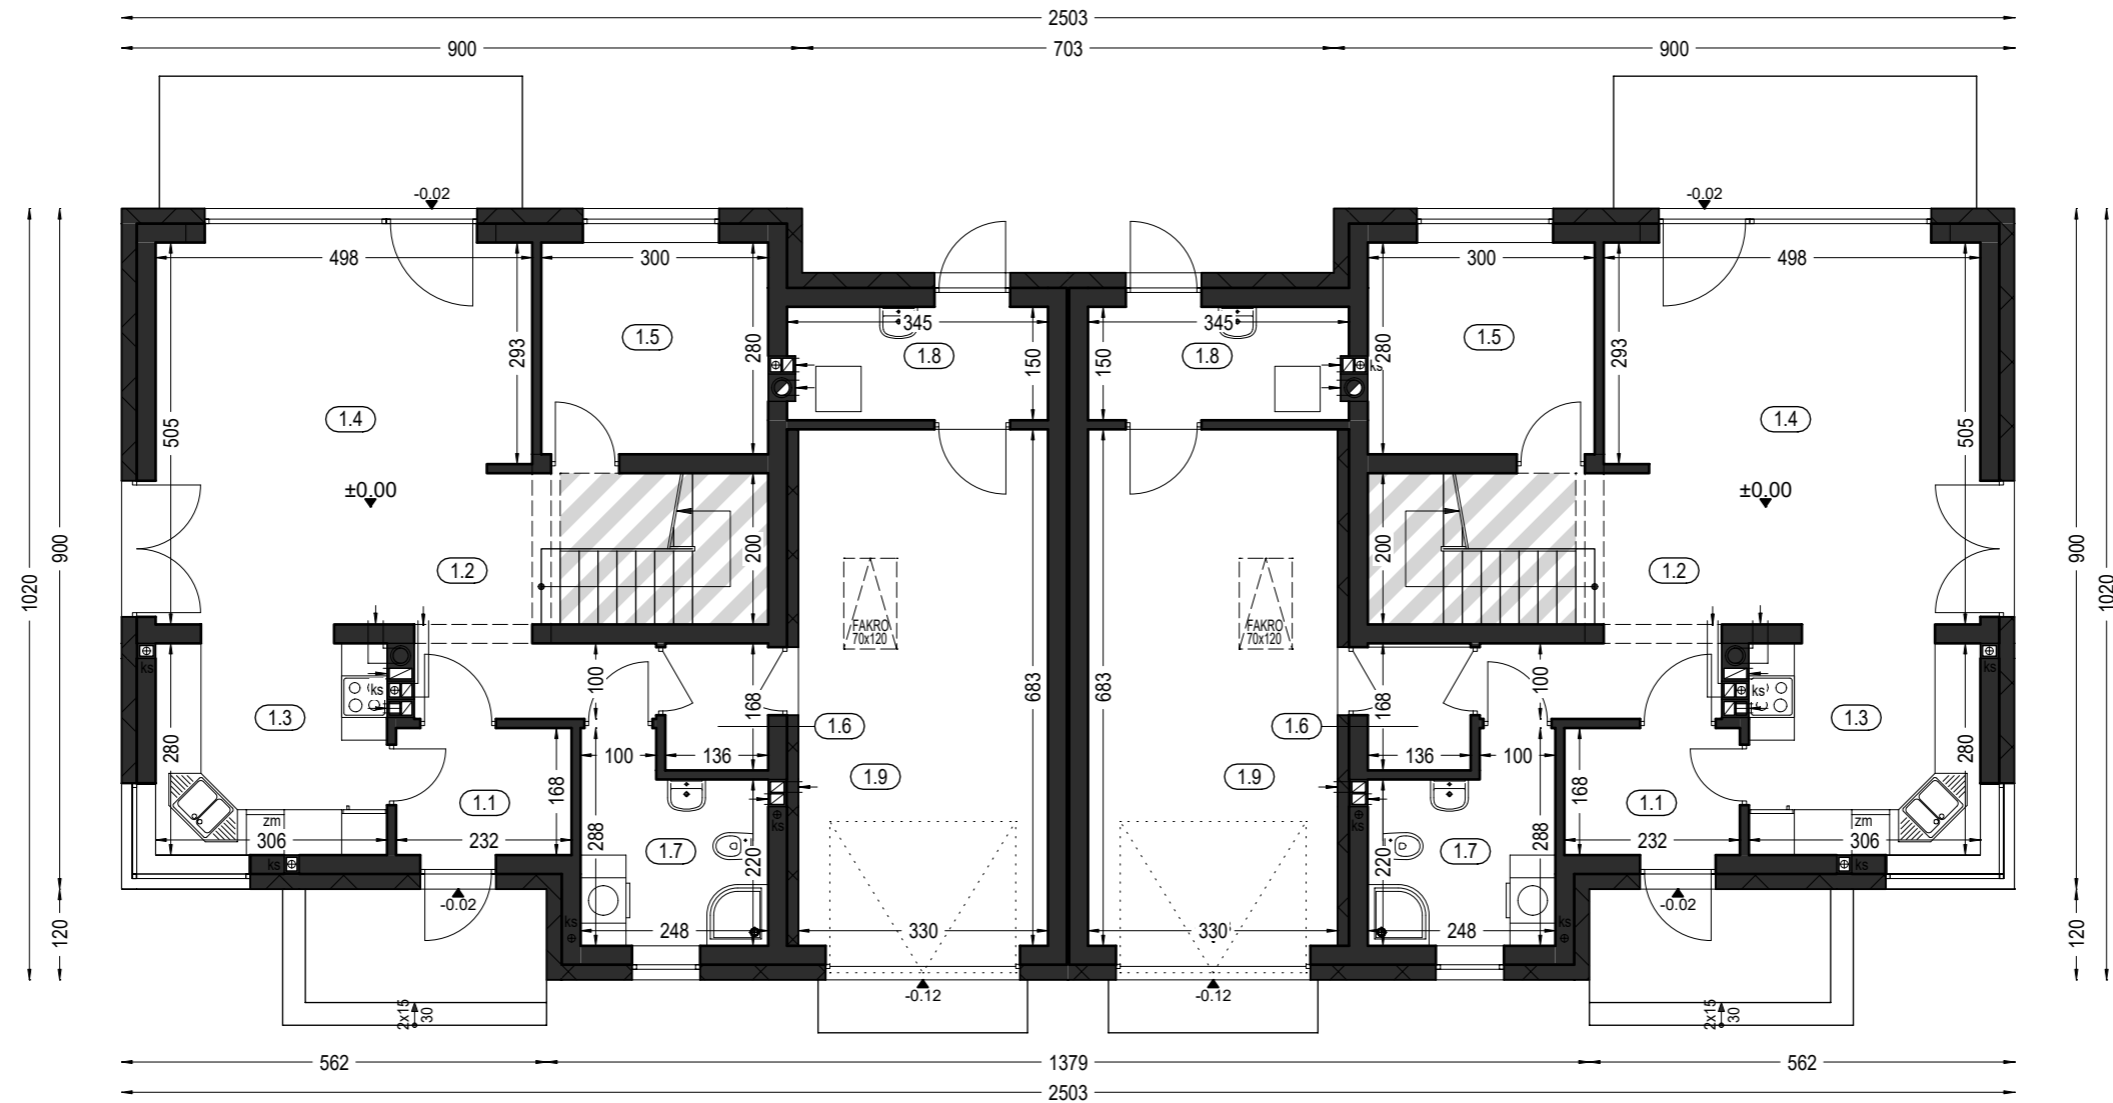 2503
900 703 900
-0.02 -0.02
498 300 300 498
345 345
1.5 1.8 1.8 1.5
293 280 150 150 280 293
ks
1.4 1.4
505 505
±0.00 ±0.00
1020 900 900 1020
1.2 200 200 1.2
FAKRO
70x120
FAKRO
70x120
ks ks
100 168 683 683 168 100
ks ks
1.3 1.6 1.6 1.3
280 136 100 136 100 280
1.9 1.9
1.1 168 168 1.1
zm zm
306 232 232 306
ks ks
288 1.7 220 220 1.7 288
ks ks
-0.02 -0.02
ks ks
248 330 330 248
120 120
-0.12 -0.12
2x15
30
2x15
30
562 1379 562
2503